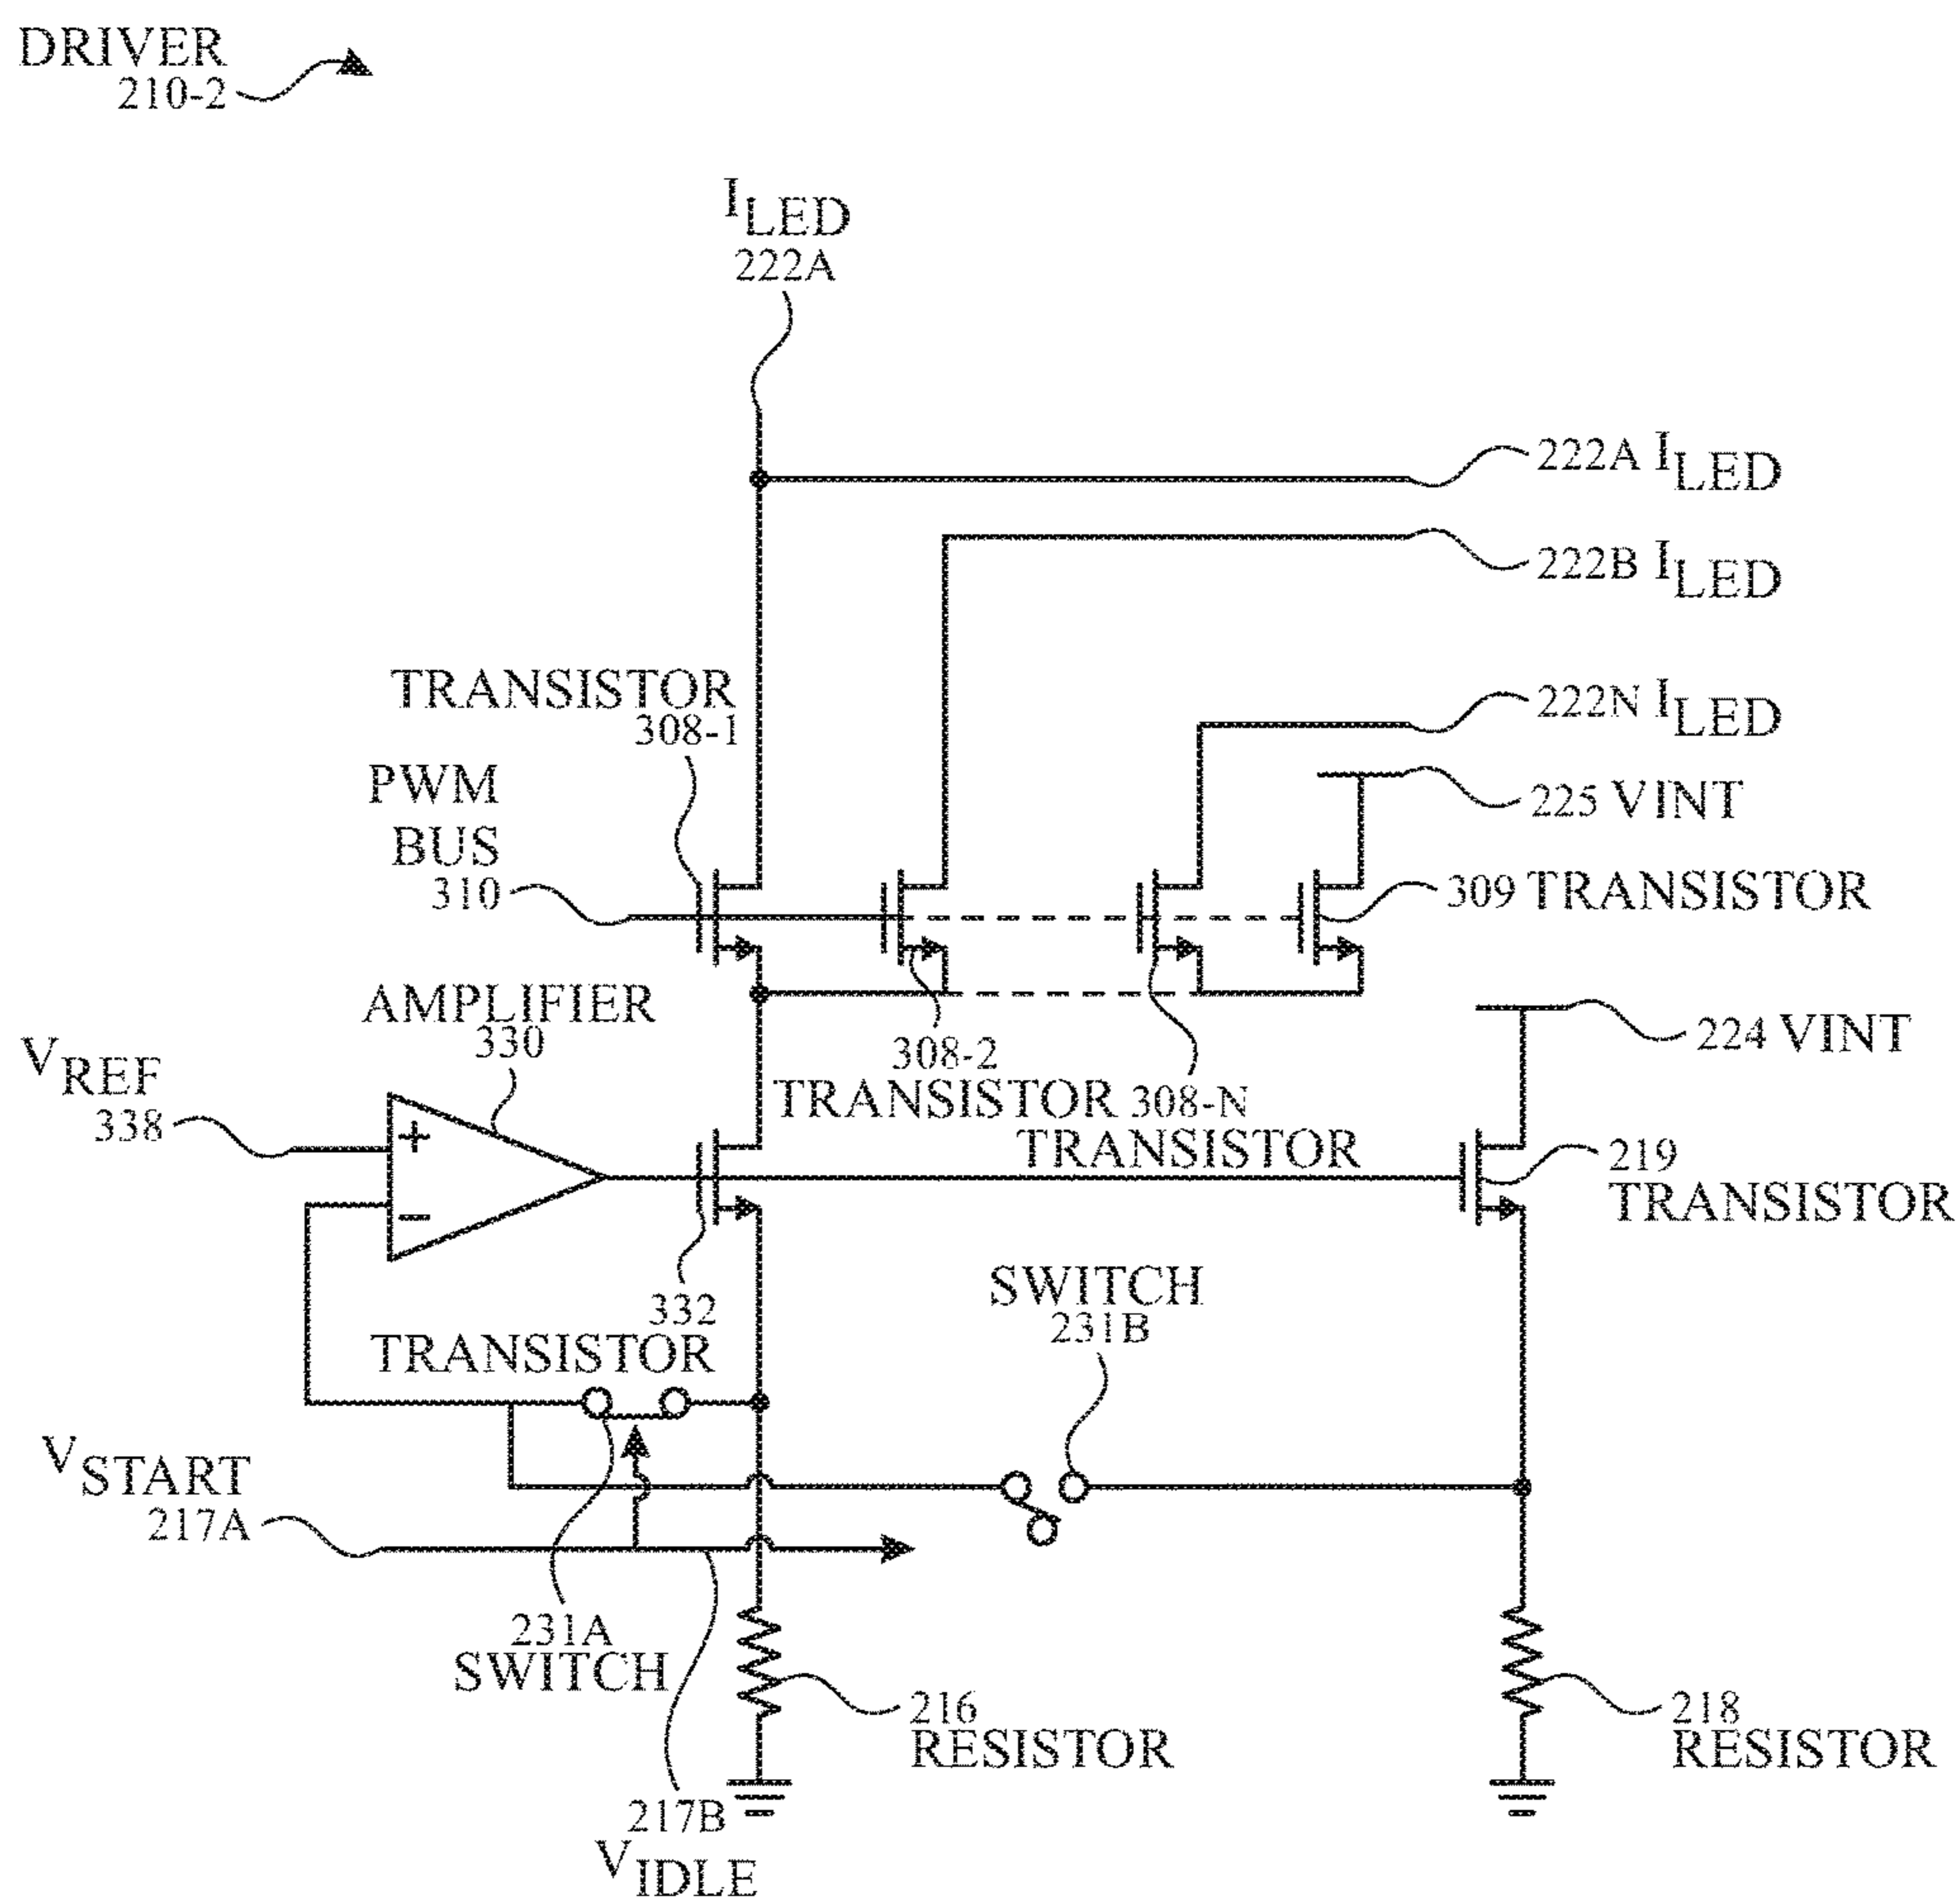 DRIVER
210-2
I LED
222A
222A I LED
222B I LED
TRANSISTOR
308-1
222N I LED
PWM
BUS
310
225 VINT
309 TRANSISTOR
AMPLIFIER
330
224 VINT
V REF
338
308-2
TRANSISTOR
308-N
TRANSISTOR
+
−
219
TRANSISTOR
332
TRANSISTOR
SWITCH
231B
V START
217A
231A
SWITCH
216
RESISTOR
218
RESISTOR
217B
V IDLE